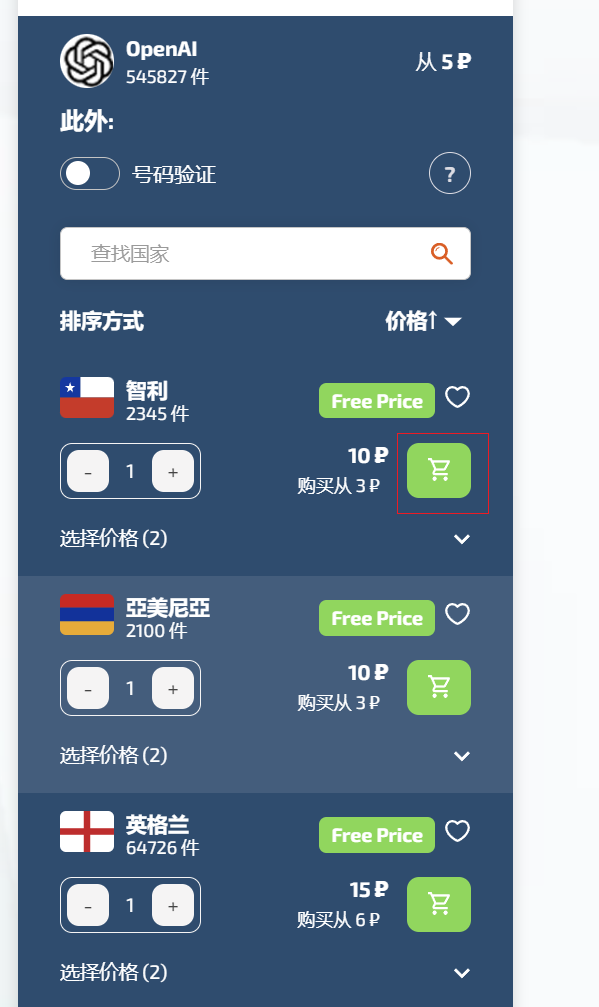 OpenAI
545827 件
从 5 ₽
此外:
号码验证
?
查找国家
排序方式
价格↑
智利
2345 件
Free Price
- 1 +
10 ₽
购买从 3 ₽
选择价格 (2)
亞美尼亞
2100 件
Free Price
- 1 +
10 ₽
购买从 3 ₽
选择价格 (2)
英格兰
64726 件
Free Price
- 1 +
15 ₽
购买从 6 ₽
选择价格 (2)